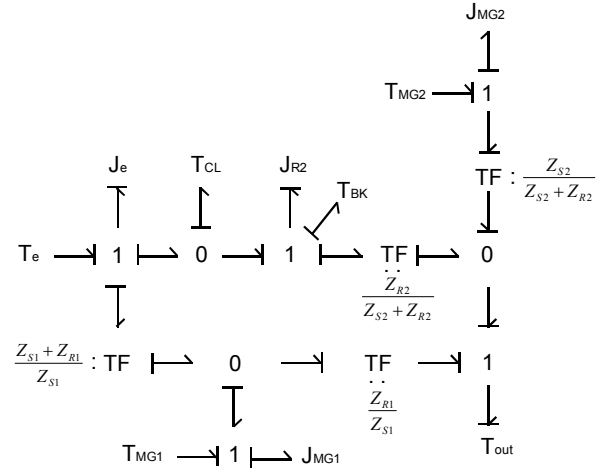 J_MG2
T_MG2 1
J_e T_CL J_R2 T_BK TF : Z_S2 / (Z_S2 + Z_R2)
T_e 1 0 1 TF 0
Z_R2 / (Z_S2 + Z_R2)
(Z_S1 + Z_R1) / Z_S1 : TF 0 TF 1
Z_R1 / Z_S1
T_MG1 1 J_MG1 T_out